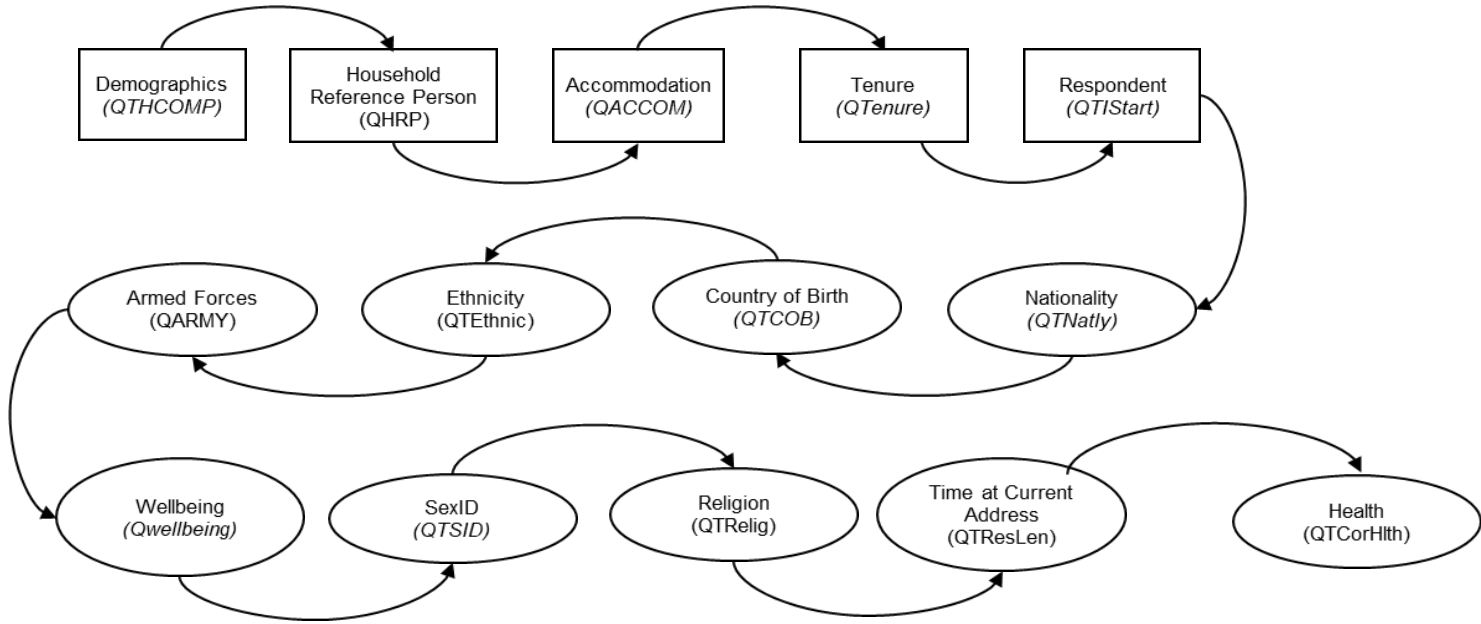 Demographics
(QTHCOMP)
Household
Reference Person
(QHRP)
Accommodation
(QACCOM)
Tenure
(QTenure)
Respondent
(QTIStart)
Armed Forces
(QARMY)
Ethnicity
(QTEthnic)
Country of Birth
(QTCOB)
Nationality
(QTNatly)
Wellbeing
(Qwellbeing)
SexID
(QTSID)
Religion
(QTRelig)
Time at Current
Address
(QTResLen)
Health
(QTCorHlth)